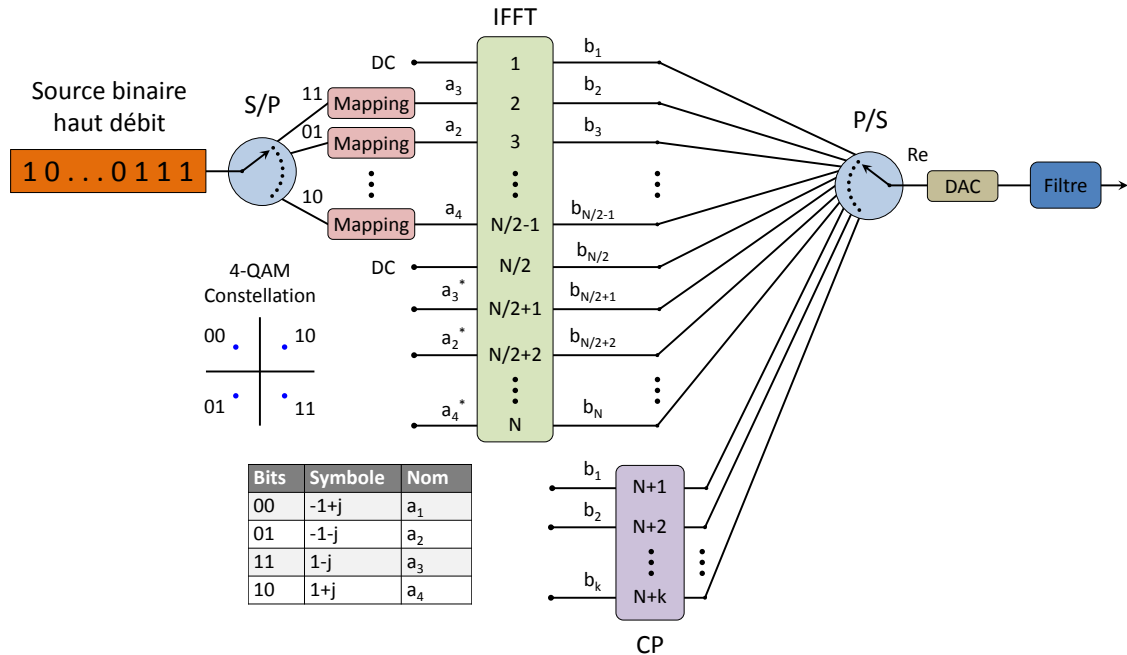 IFFT
Source binaire
haut débit
1 0 . . . 0 1 1 1
S/P
11
01
10
Mapping
Mapping
Mapping
DC
a3
a2
a4
DC
a3*
a2*
a4*
1
2
3
N/2-1
N/2
N/2+1
N/2+2
N
b1
b2
b3
bN/2-1
bN/2
bN/2+1
bN/2+2
bN
P/S
Re
DAC
Filtre
4-QAM
Constellation
00 10
01 11
Bits Symbole Nom
00 -1+j a1
01 -1-j a2
11 1-j a3
10 1+j a4
b1
b2
bk
N+1
N+2
N+k
CP